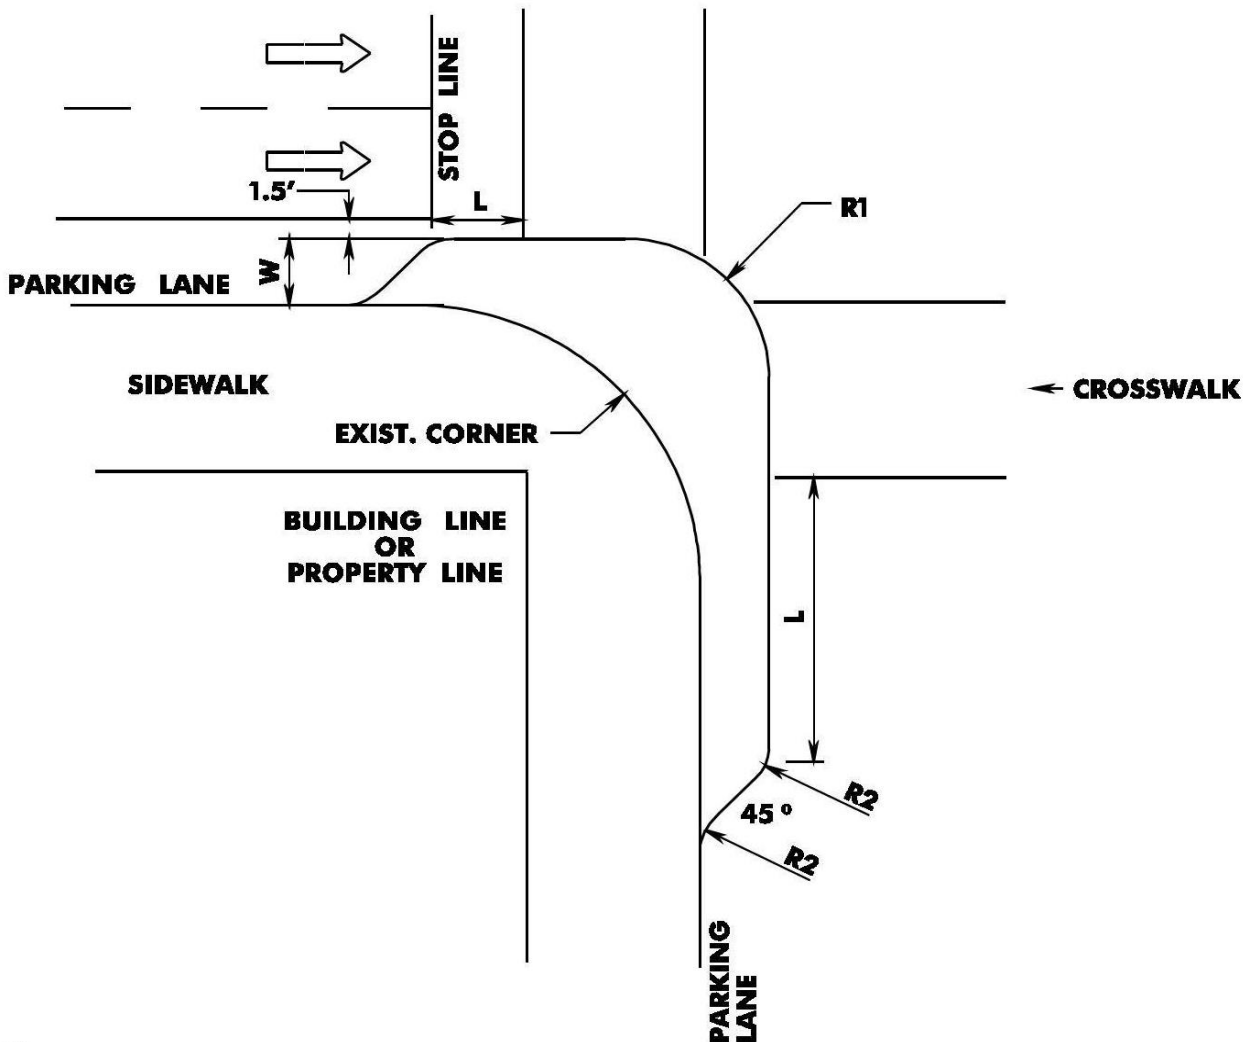 STOP LINE
1.5'
L
R1
W
PARKING LANE
SIDEWALK
CROSSWALK
EXIST. CORNER
BUILDING LINE
OR
PROPERTY LINE
L
R2
45°
R2
PARKING
LANE